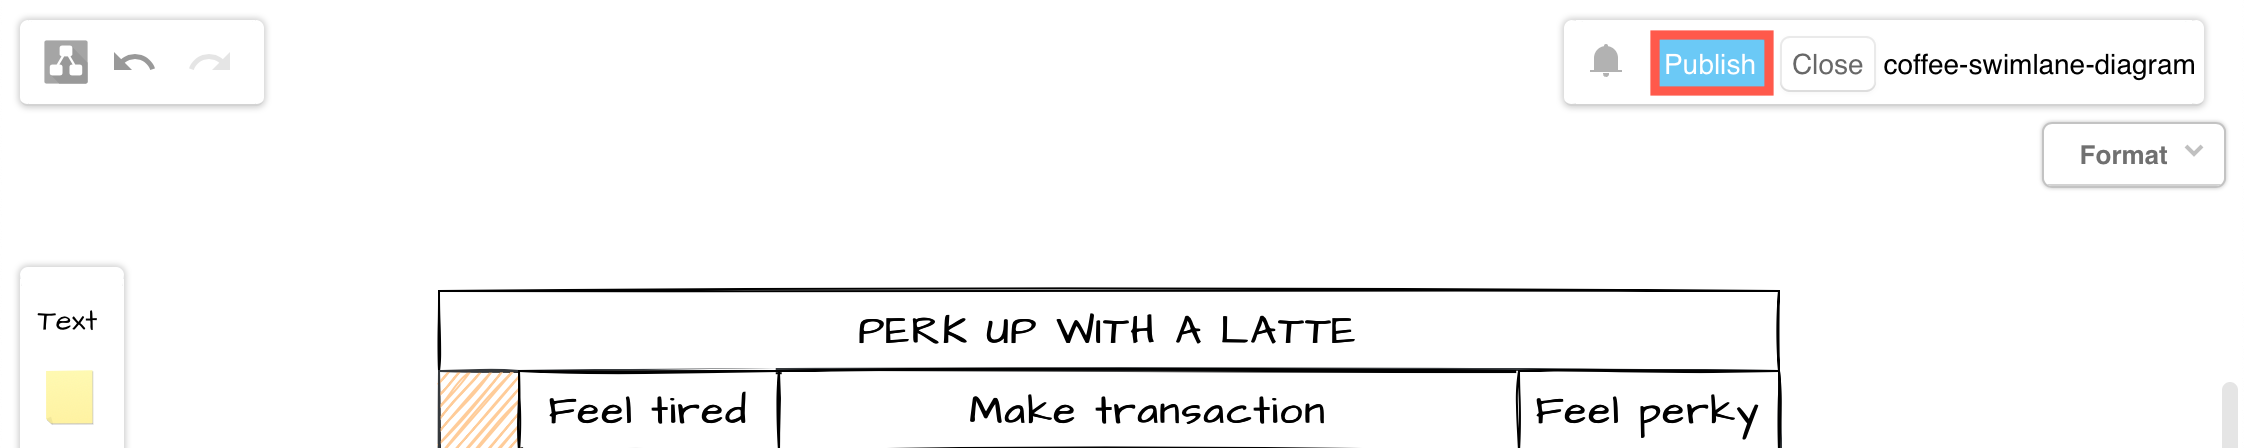 Publish Close coffee-swimlane-diagram
Format
Text
PERK UP WITH A LATTE
Feel tired Make transaction Feel perky